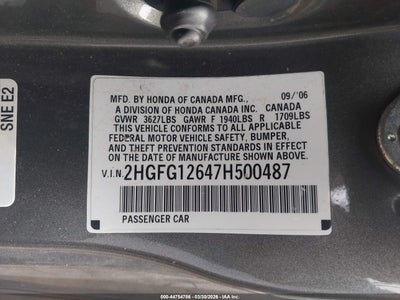 SNE E2
MFD. BY HONDA OF CANADA MFG., 09/'06
A DIVISION OF HONDA CANADA INC. CANADA
GVWR 3627LBS GAWR F 1940LBS R 1709LBS
THIS VEHICLE CONFORMS TO ALL APPLICABLE
FEDERAL MOTOR VEHICLE SAFETY, BUMPER,
AND THEFT PREVENTION STANDARDS IN EFFECT
ON THE DATE OF MANUFACTURE SHOWN ABOVE.
V.I.N. 2HGFG12647H500487
PASSENGER CAR
000-44754786 - 03/30/2026 - IAA